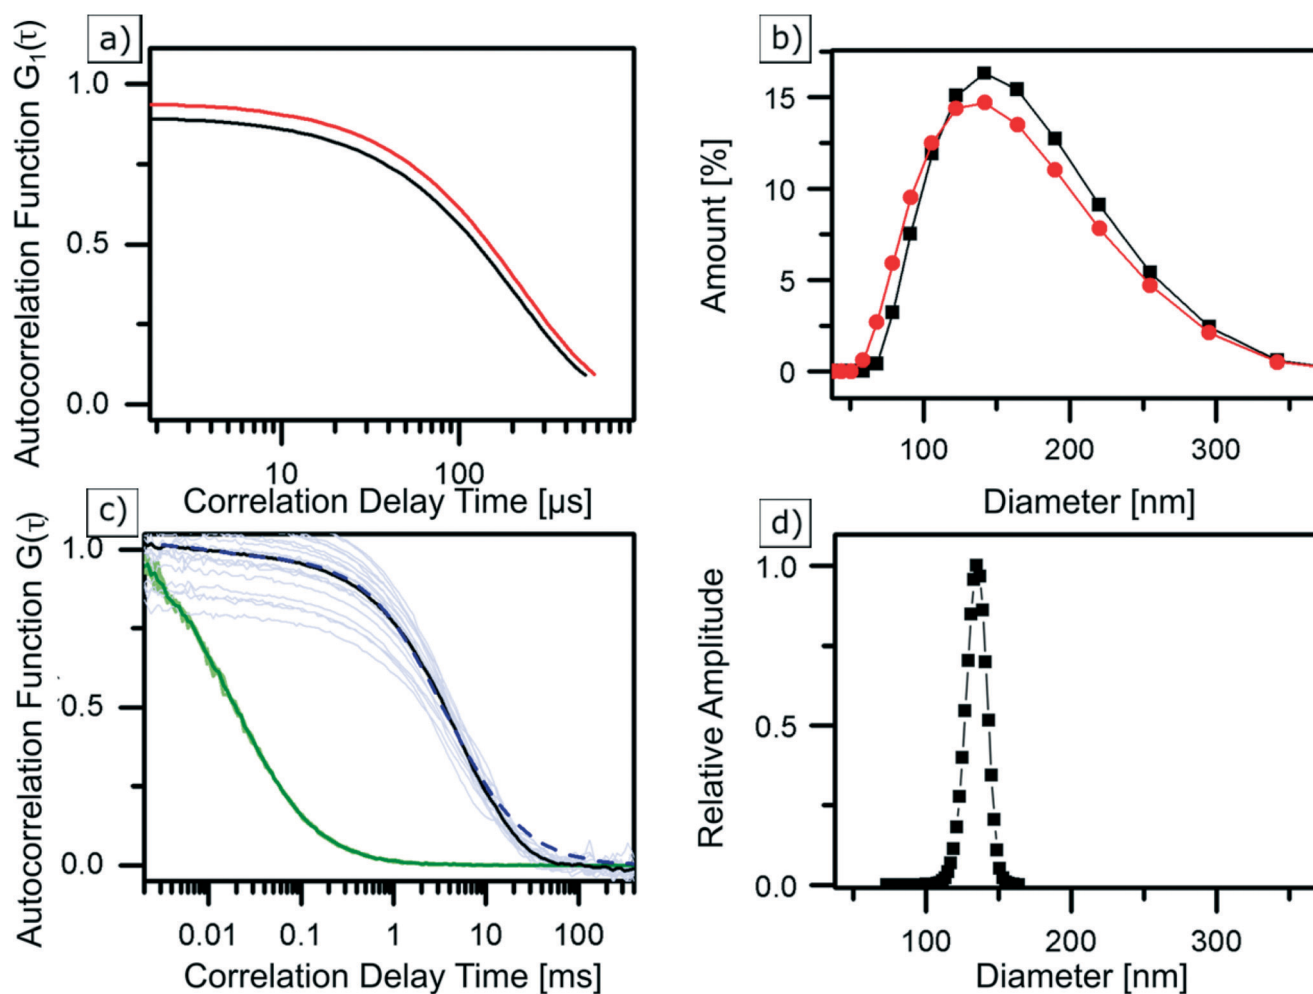 a)
Autocorrelation Function G₁(τ)
1.0
0.5
0.0
10
100
Correlation Delay Time [µs]
b)
Amount [%]
15
10
5
0
100
200
300
Diameter [nm]
c)
Autocorrelation Function G(τ)
1.0
0.5
0.0
0.01
0.1
1
10
100
Correlation Delay Time [ms]
d)
Relative Amplitude
1.0
0.5
0.0
100
200
300
Diameter [nm]